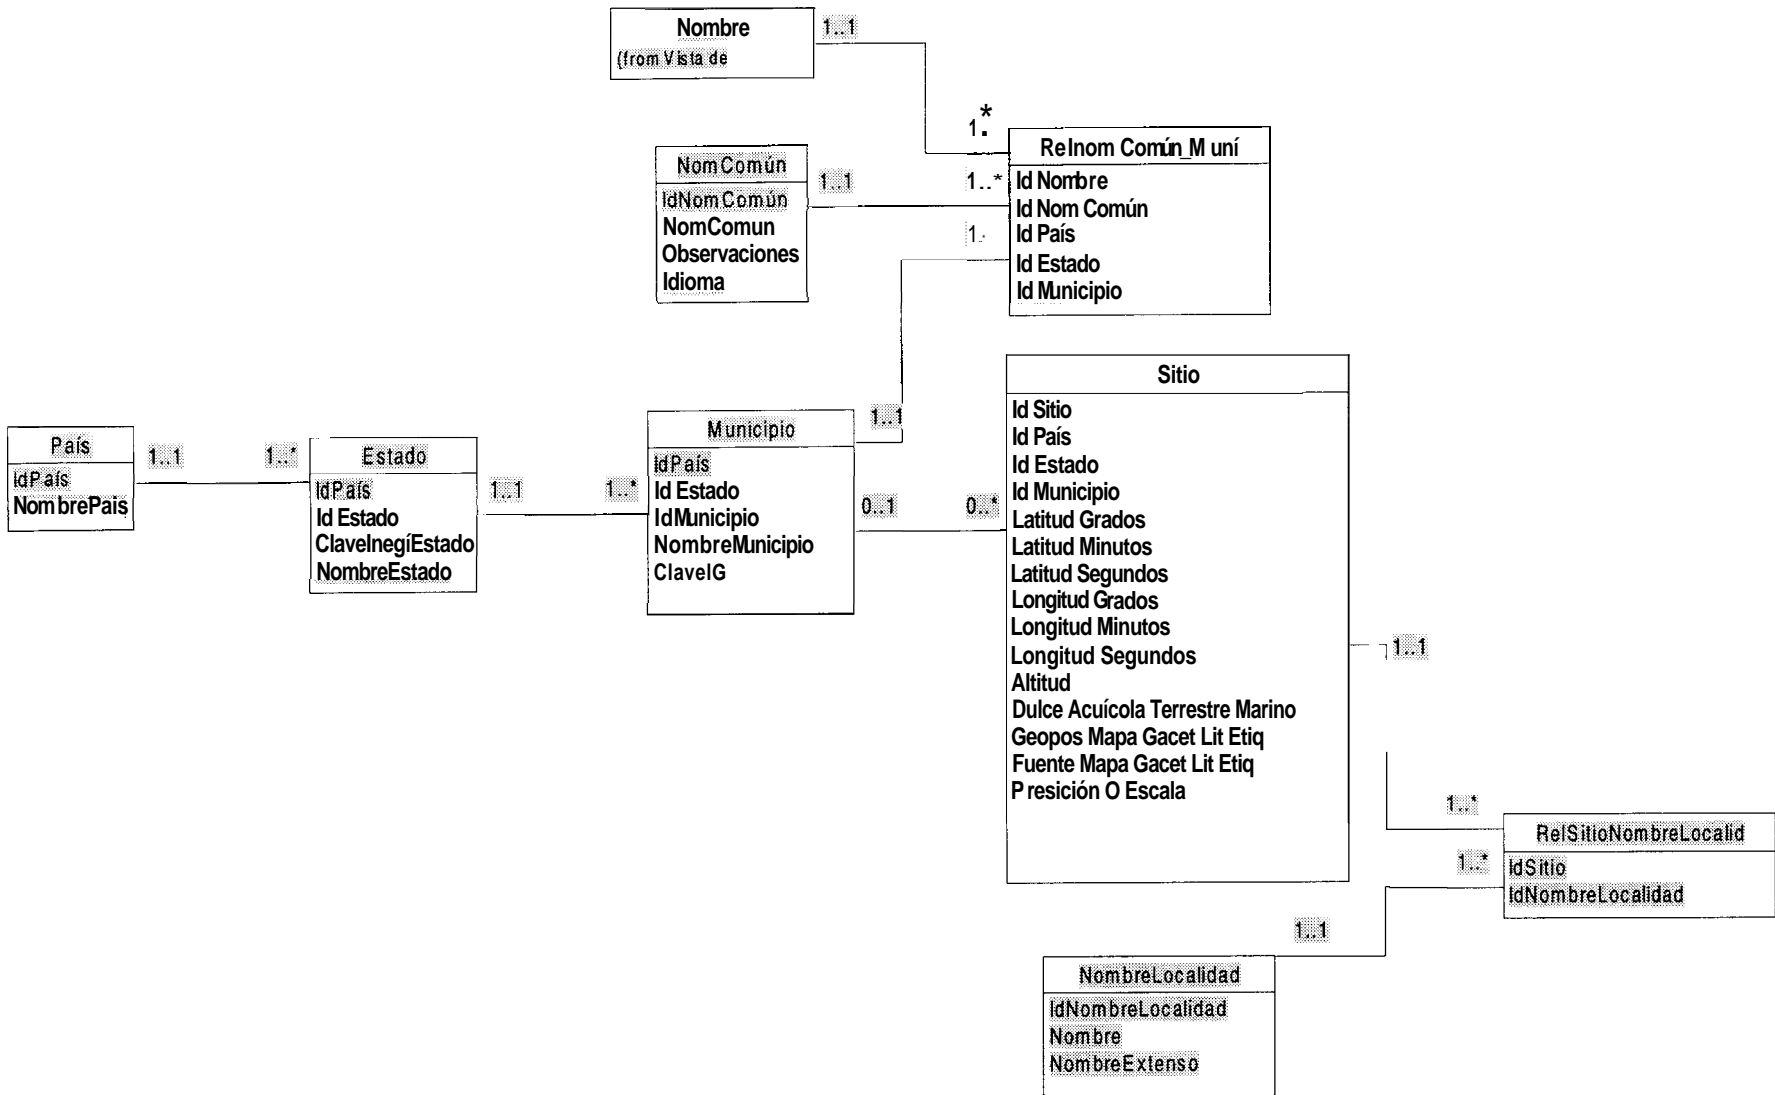 Nombre
(from Vista de
1..1
1.*
Relnom Común_Muní
Id Nombre
Id Nom Común
Id País
Id Estado
Id Municipio
NomComún
IdNomComún
NomComun
Observaciones
Idioma
1..1
1..*
1.*
Sitio
Id Sitio
Id País
Id Estado
Id Municipio
Latitud Grados
Latitud Minutos
Latitud Segundos
Longitud Grados
Longitud Minutos
Longitud Segundos
Altitud
Dulce Acuícola Terrestre Marino
Geopos Mapa Gacet Lit Etiq
Fuente Mapa Gacet Lit Etiq
Presición O Escala
País
IdPaís
NombrePais
1..1
1..*
Estado
IdPaís
Id Estado
ClaveInegíEstado
NombreEstado
1..1
1..*
Municipio
IdPaís
Id Estado
IdMunicipio
NombreMunicipio
ClaveIG
1..1
0..1
0..*
1..1
1..*
RelSitioNombreLocalid
IdSitio
IdNombreLocalidad
1..*
1..1
NombreLocalidad
IdNombreLocalidad
Nombre
NombreExtenso